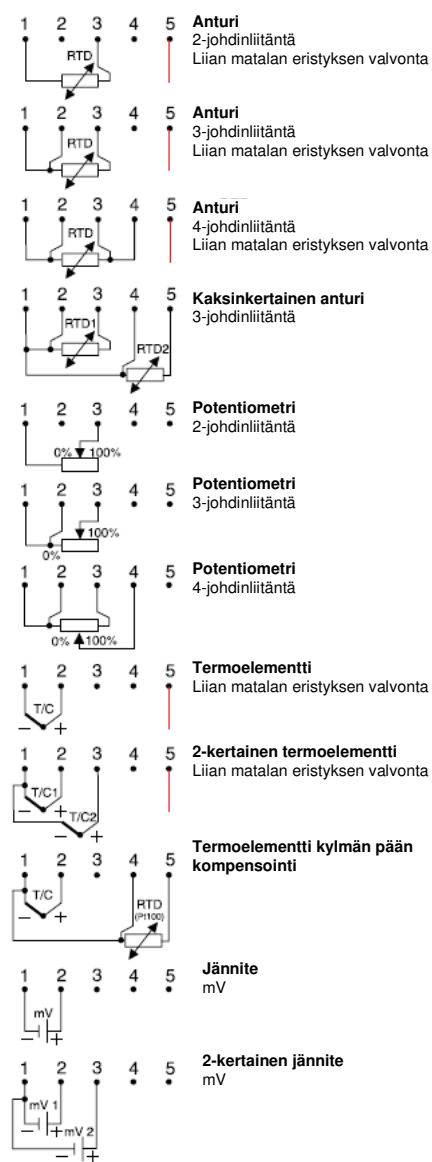 1 2 3 4 5
RTD
Anturi
2-johdinliitäntä
Liian matalan eristyksen valvonta
1 2 3 4 5
RTD
Anturi
3-johdinliitäntä
Liian matalan eristyksen valvonta
1 2 3 4 5
RTD
Anturi
4-johdinliitäntä
Liian matalan eristyksen valvonta
1 2 3 4 5
RTD1
RTD2
Kaksinkertainen anturi
3-johdinliitäntä
1 2 3 4 5
0% 100%
Potentiometri
2-johdinliitäntä
1 2 3 4 5
100%
0%
Potentiometri
3-johdinliitäntä
1 2 3 4 5
0% 100%
Potentiometri
4-johdinliitäntä
1 2 3 4 5
T/C
− +
Termoelementti
Liian matalan eristyksen valvonta
1 2 3 4 5
T/C1
− +
T/C2
− +
2-kertainen termoelementti
Liian matalan eristyksen valvonta
1 2 3 4 5
T/C
− +
RTD
(Pt100)
Termoelementti kylmän pään
kompensointi
1 2 3 4 5
mV
− +
Jännite
mV
1 2 3 4 5
mV 1
− +
mV 2
− +
2-kertainen jännite
mV